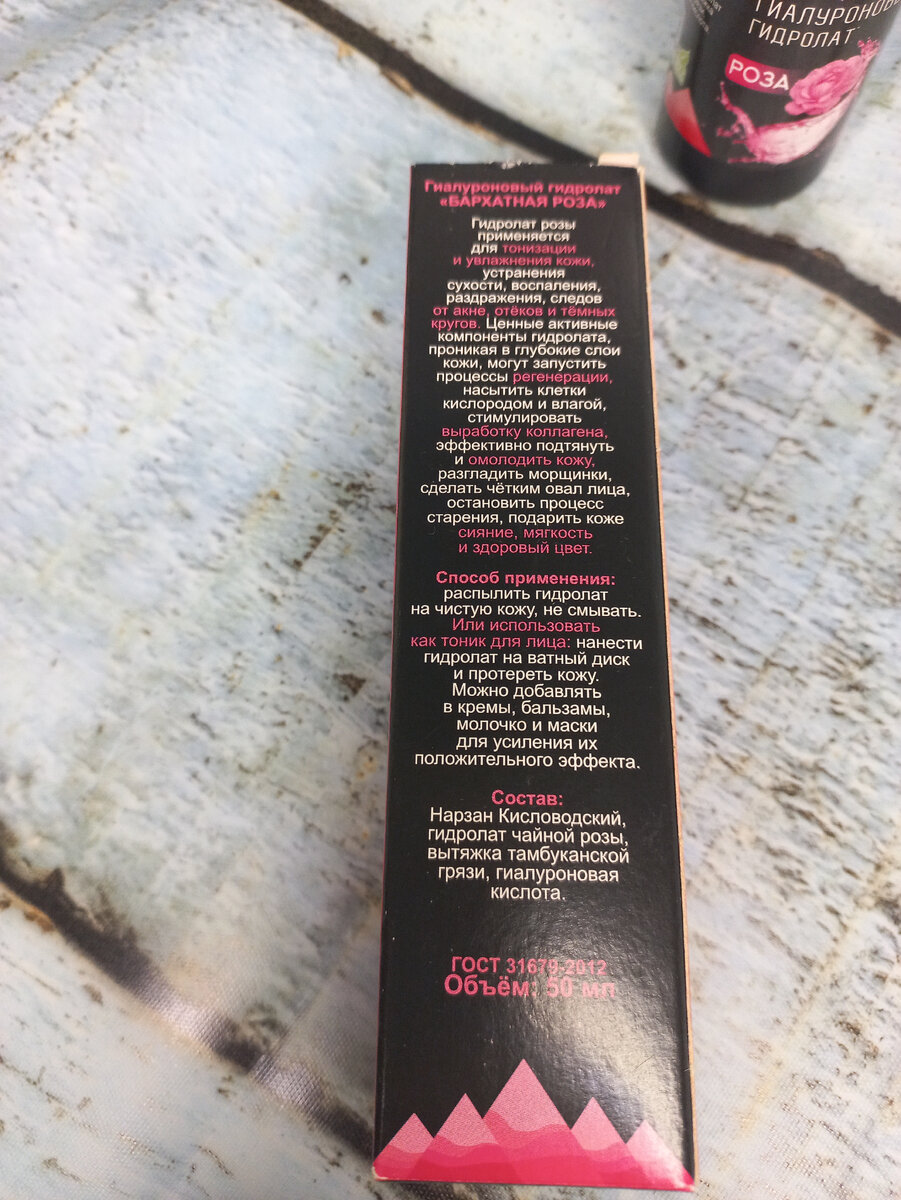 ГИДРОЛАТ
РОЗА
Гиалуроновый гидролат
«БАРХАТНАЯ РОЗА»
Гидролат розы
применяется
для тонизации
и увлажнения кожи,
устранения
сухости, воспаления,
раздражения, следов
от акне, отёков и тёмных
кругов. Ценные активные
компоненты гидролата,
проникая в глубокие слои
кожи, могут запустить
процессы регенерации,
насытить клетки
кислородом и влагой,
стимулировать
выработку коллагена,
эффективно подтянуть
и омолодить кожу,
разгладить морщинки,
сделать чётким овал лица,
остановить процесс
старения, подарить коже
сияние, мягкость
и здоровый цвет.
Способ применения:
распылить гидролат
на чистую кожу, не смывать.
Или использовать
как тоник для лица: нанести
гидролат на ватный диск
и протереть кожу.
Можно добавлять
в кремы, бальзамы,
молочко и маски
для усиления их
положительного эффекта.
Состав:
Нарзан Кисловодский,
гидролат чайной розы,
вытяжка тамбуканской
грязи, гиалуроновая
кислота.
ГОСТ 31679-2012
Объём: 50 мл